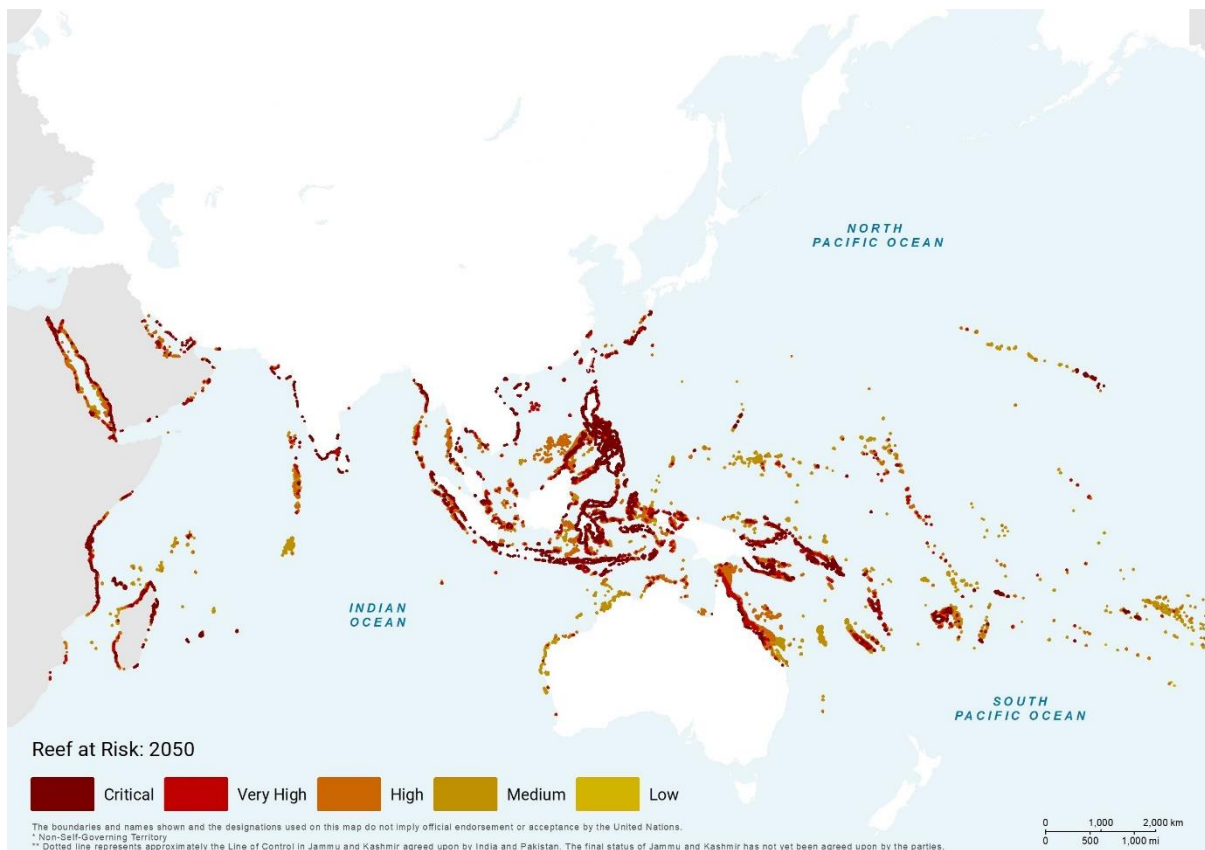 NORTH
PACIFIC OCEAN
INDIAN
OCEAN
SOUTH
PACIFIC OCEAN
Reef at Risk: 2050
Critical Very High High Medium Low
The boundaries and names shown and the designations used on this map do not imply official endorsement or acceptance by the United Nations.
* Non-Self-Governing Territory
** Dotted line represents approximately the Line of Control in Jammu and Kashmir agreed upon by India and Pakistan. The final status of Jammu and Kashmir has not yet been agreed upon by the parties.
0 1,000 2,000 km
0 500 1,000 mi